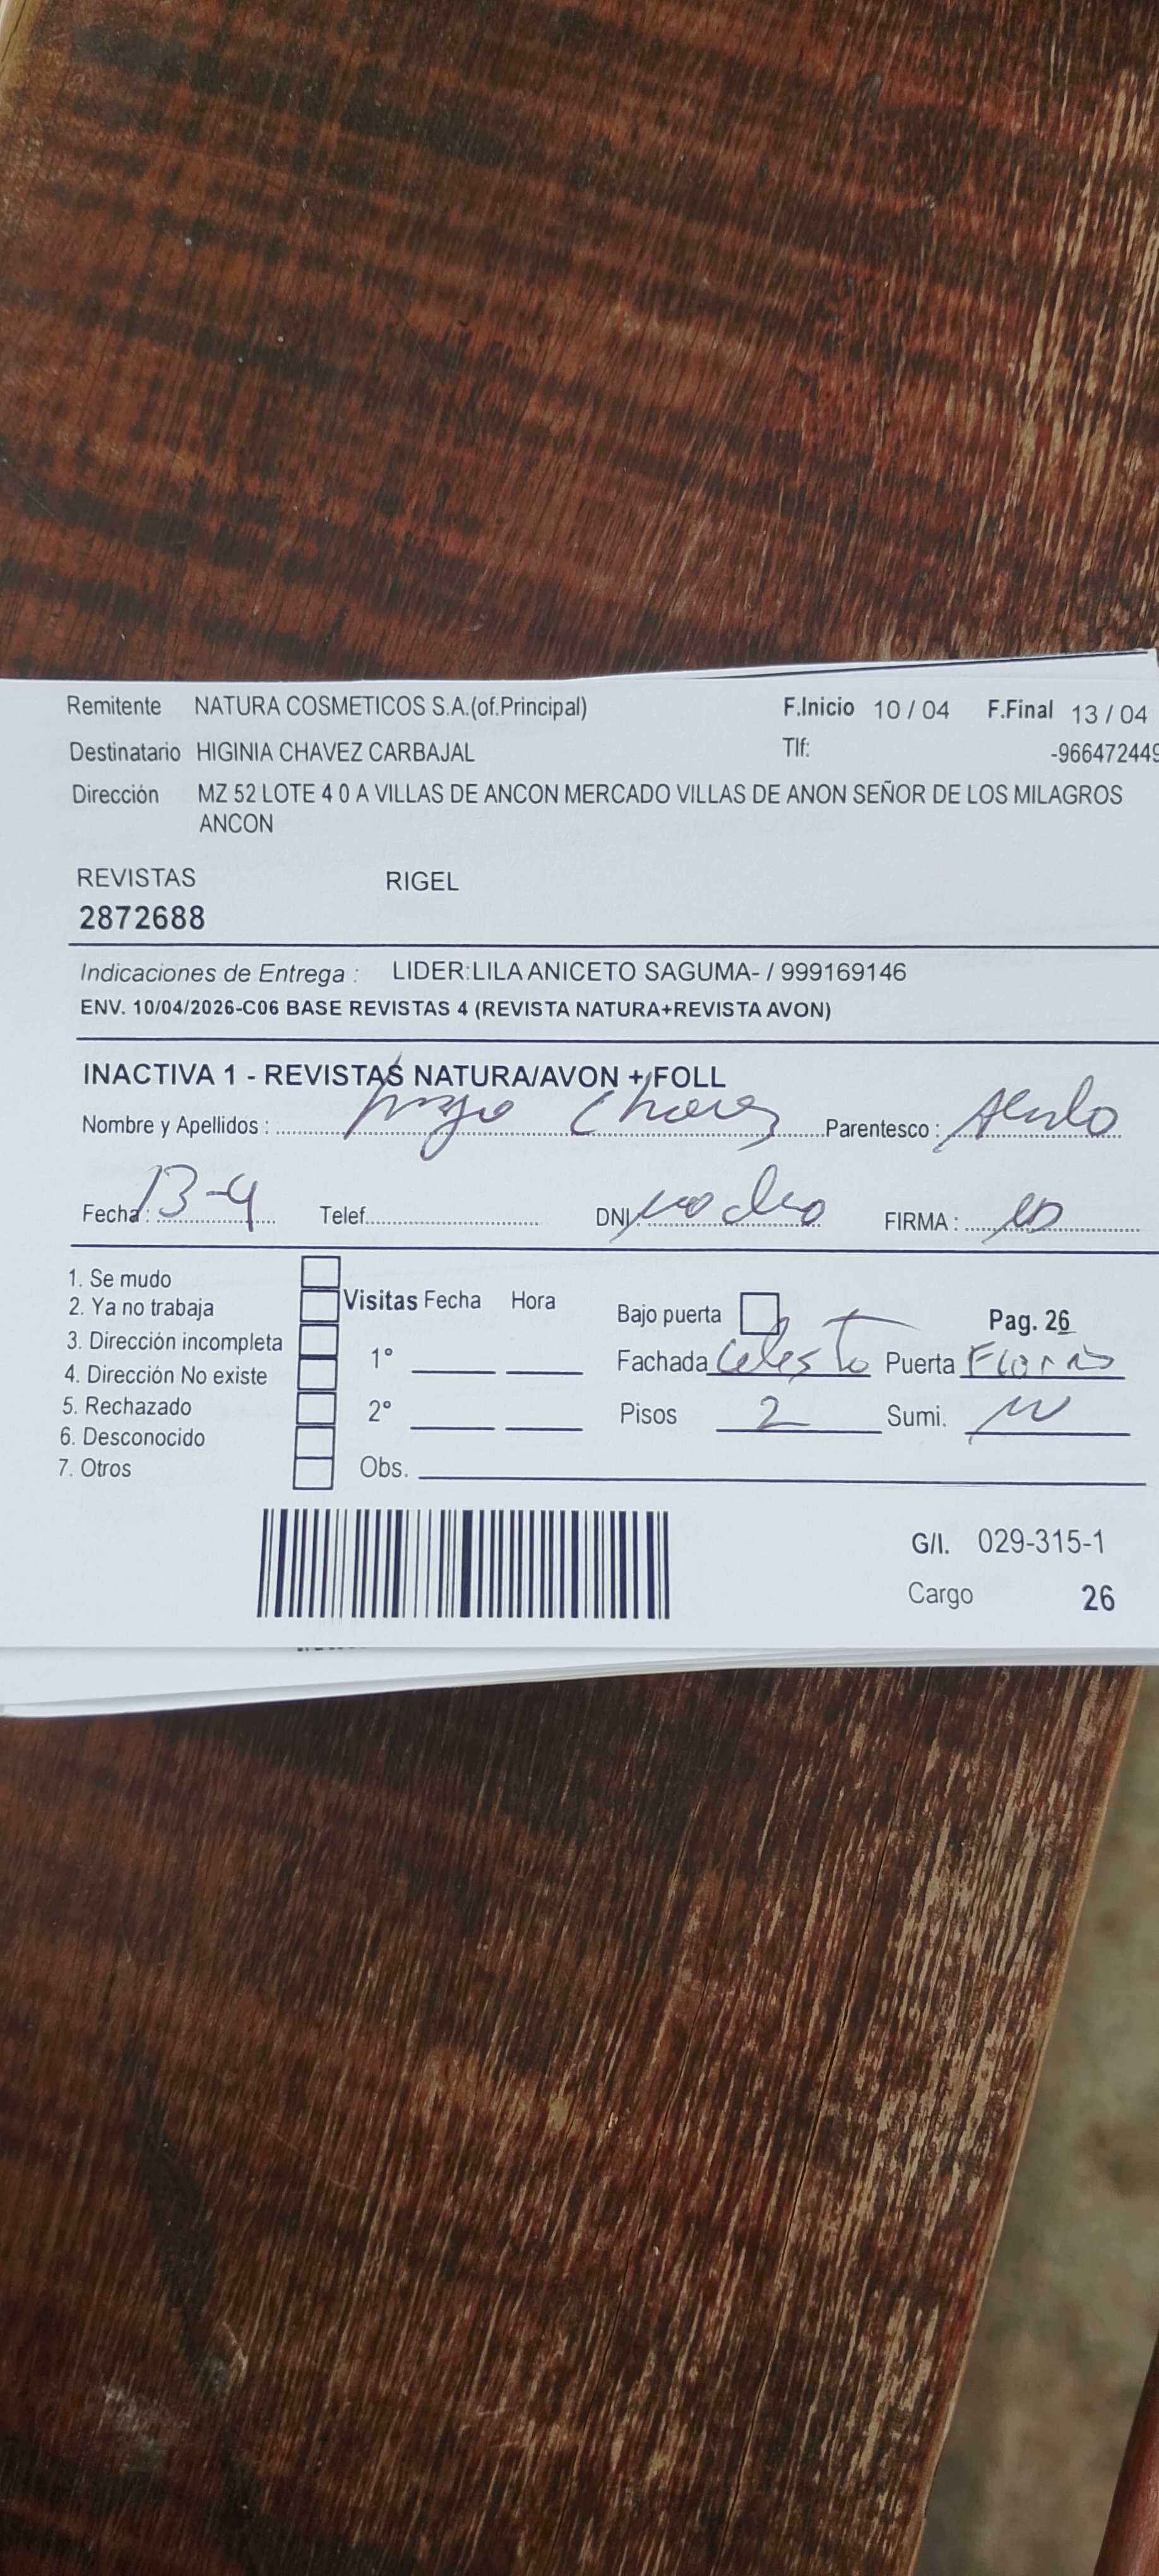 Remitente NATURA COSMETICOS S.A.(of.Principal) F.Inicio 10 / 04 F.Final 13 / 04
Destinatario HIGINIA CHAVEZ CARBAJAL Tlf: -966472449
Dirección MZ 52 LOTE 4 0 A VILLAS DE ANCON MERCADO VILLAS DE ANON SEÑOR DE LOS MILAGROS
ANCON
REVISTAS RIGEL
2872688
Indicaciones de Entrega : LIDER:LILA ANICETO SAGUMA- / 999169146
ENV. 10/04/2026-C06 BASE REVISTAS 4 (REVISTA NATURA+REVISTA AVON)
INACTIVA 1 - REVISTAS NATURA/AVON + FOLL
Nombre y Apellidos : Chavez Parentesco :
Fecha : 13-4 Telef. DNI FIRMA :
1. Se mudo
2. Ya no trabaja Visitas Fecha Hora Bajo puerta Pag. 26
3. Dirección incompleta 1° Fachada Celeste Puerta
4. Dirección No existe
5. Rechazado 2° Pisos 2 Sumi.
6. Desconocido
7. Otros Obs.
G/I. 029-315-1
Cargo 26